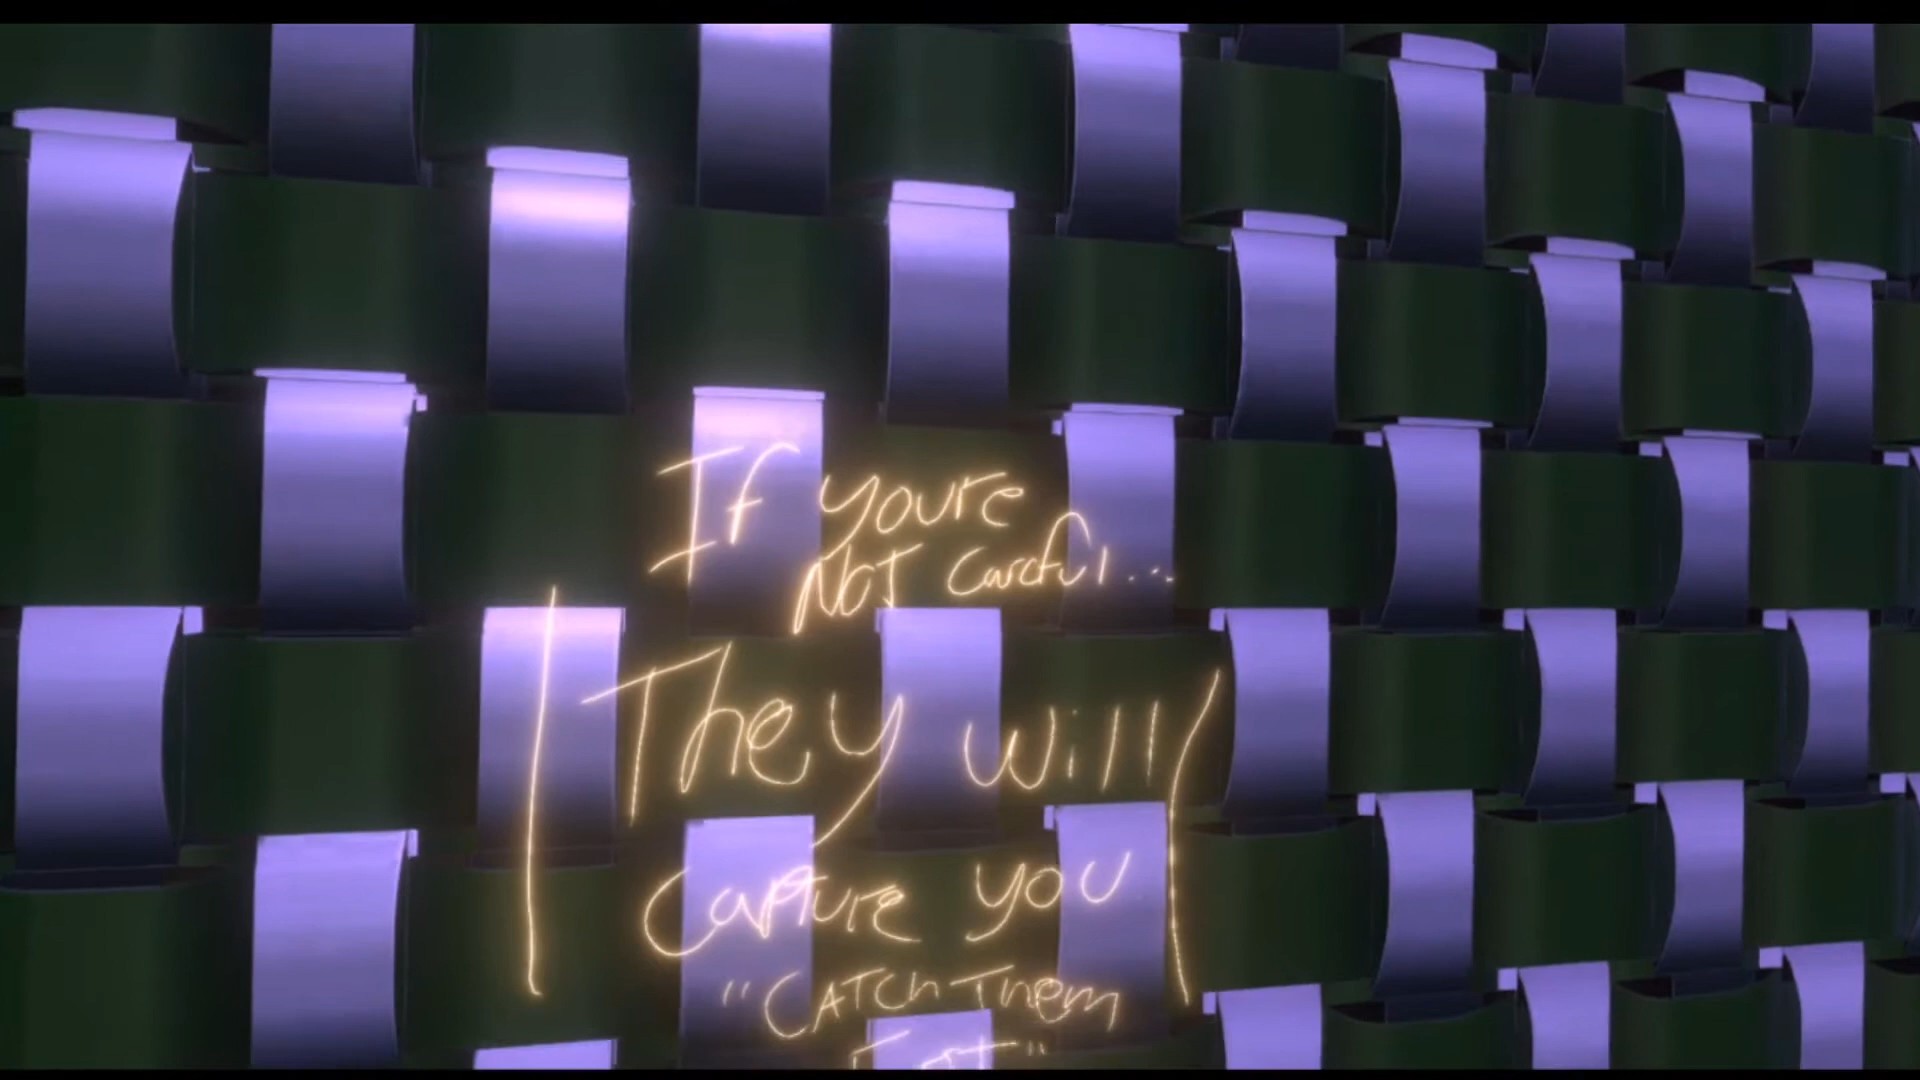 If youre
Not Careful...
They will
Capture you
"Catch Them